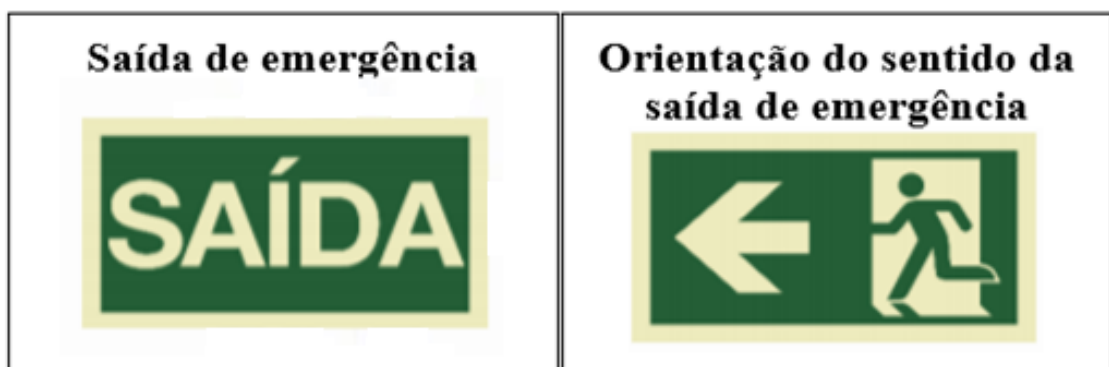 Saída de emergência
SAÍDA
Orientação do sentido da
saída de emergência